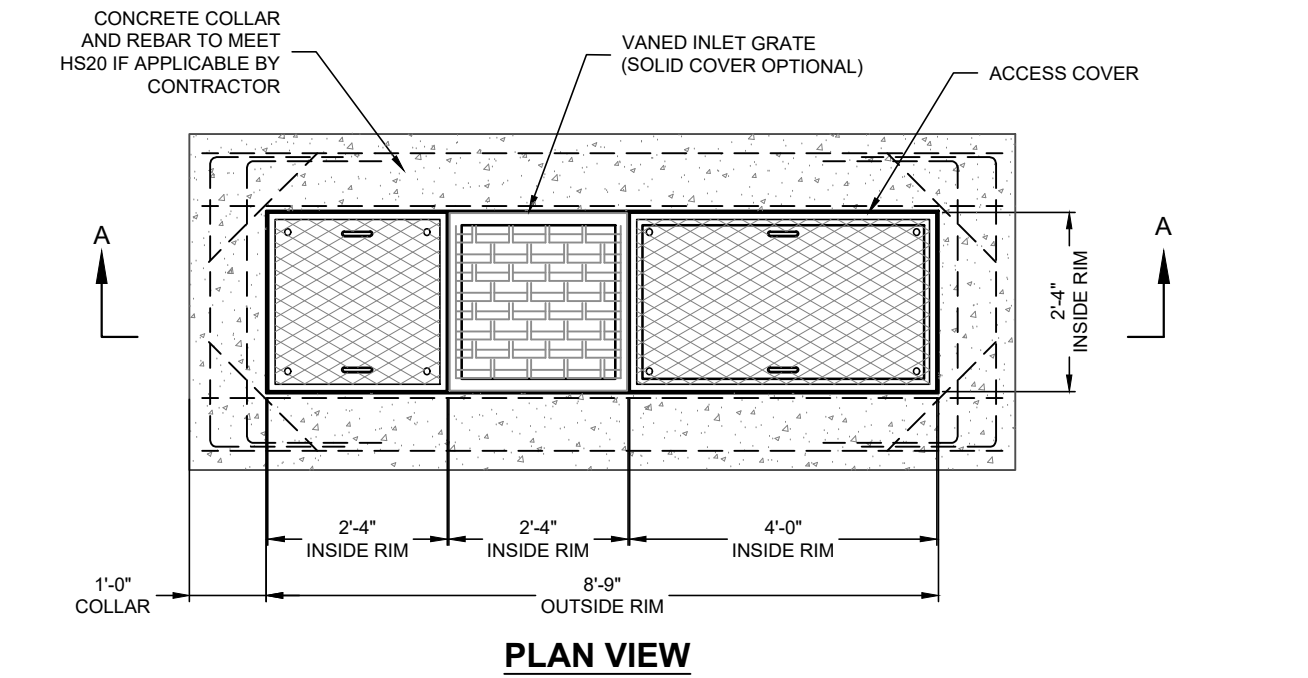 CONCRETE COLLAR
AND REBAR TO MEET
HS20 IF APPLICABLE BY
CONTRACTOR
VANED INLET GRATE
(SOLID COVER OPTIONAL)
ACCESS COVER
A
A
2'-4"
INSIDE RIM
2'-4"
INSIDE RIM
2'-4"
INSIDE RIM
4'-0"
INSIDE RIM
1'-0"
COLLAR
8'-9"
OUTSIDE RIM
PLAN VIEW